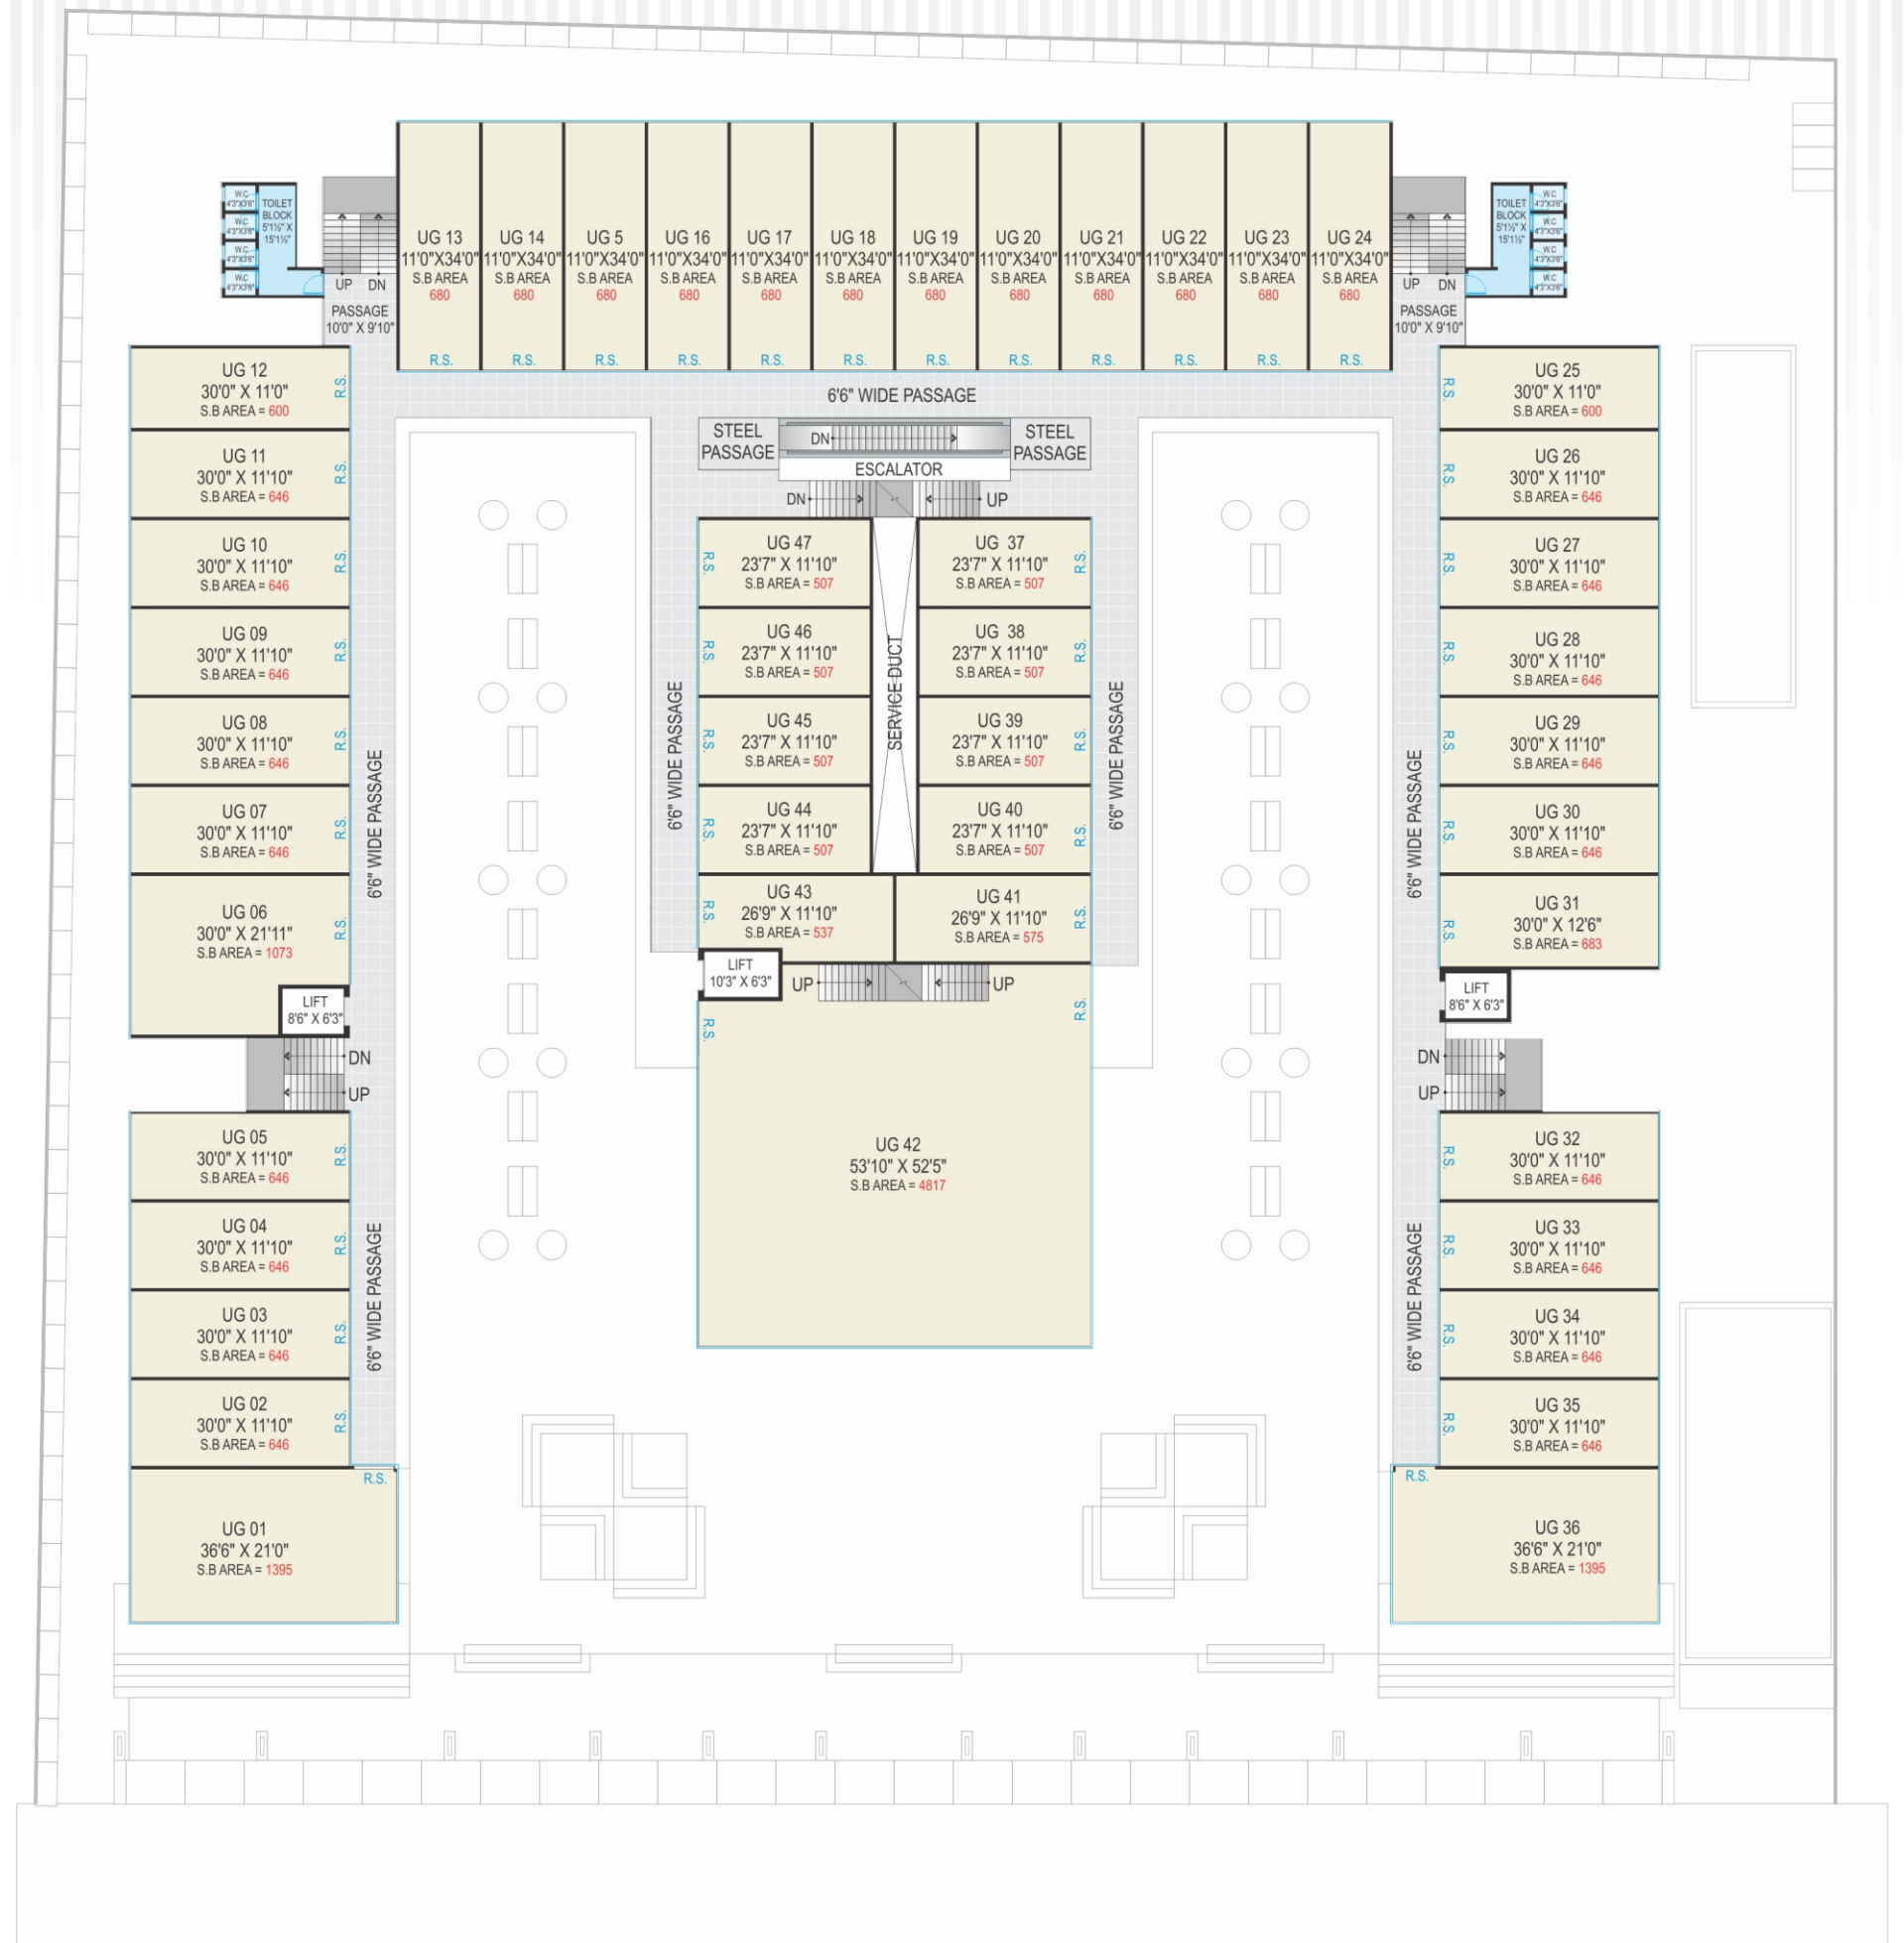 W.C
4'3"X3'6"
W.C
4'3"X3'6"
W.C
4'3"X3'6"
W.C
4'3"X3'6"
TOILET
BLOCK
5'1½" X
15'1½"
UP
DN
PASSAGE
10'0" X 9'10"
UG 13
11'0"X34'0"
S.B AREA
680
R.S.
UG 14
11'0"X34'0"
S.B AREA
680
R.S.
UG 5
11'0"X34'0"
S.B AREA
680
R.S.
UG 16
11'0"X34'0"
S.B AREA
680
R.S.
UG 17
11'0"X34'0"
S.B AREA
680
R.S.
UG 18
11'0"X34'0"
S.B AREA
680
R.S.
UG 19
11'0"X34'0"
S.B AREA
680
R.S.
UG 20
11'0"X34'0"
S.B AREA
680
R.S.
UG 21
11'0"X34'0"
S.B AREA
680
R.S.
UG 22
11'0"X34'0"
S.B AREA
680
R.S.
UG 23
11'0"X34'0"
S.B AREA
680
R.S.
UG 24
11'0"X34'0"
S.B AREA
680
R.S.
UP
DN
PASSAGE
10'0" X 9'10"
TOILET
BLOCK
5'1½" X
15'1½"
W.C
4'3"X3'6"
W.C
4'3"X3'6"
W.C
4'3"X3'6"
W.C
4'3"X3'6"
6'6" WIDE PASSAGE
UG 12
30'0" X 11'0"
S.B AREA = 600
R.S.
UG 11
30'0" X 11'10"
S.B AREA = 646
R.S.
UG 10
30'0" X 11'10"
S.B AREA = 646
R.S.
UG 09
30'0" X 11'10"
S.B AREA = 646
R.S.
UG 08
30'0" X 11'10"
S.B AREA = 646
R.S.
UG 07
30'0" X 11'10"
S.B AREA = 646
R.S.
UG 06
30'0" X 21'11"
S.B AREA = 1073
R.S.
LIFT
8'6" X 6'3"
6'6" WIDE PASSAGE
DN
UP
UG 05
30'0" X 11'10"
S.B AREA = 646
R.S.
UG 04
30'0" X 11'10"
S.B AREA = 646
R.S.
UG 03
30'0" X 11'10"
S.B AREA = 646
R.S.
UG 02
30'0" X 11'10"
S.B AREA = 646
R.S.
6'6" WIDE PASSAGE
R.S.
UG 01
36'6" X 21'0"
S.B AREA = 1395
STEEL
PASSAGE
DN
ESCALATOR
STEEL
PASSAGE
DN
UP
UG 47
23'7" X 11'10"
S.B AREA = 507
R.S.
UG 46
23'7" X 11'10"
S.B AREA = 507
R.S.
UG 45
23'7" X 11'10"
S.B AREA = 507
R.S.
UG 44
23'7" X 11'10"
S.B AREA = 507
R.S.
UG 43
26'9" X 11'10"
S.B AREA = 537
R.S.
6'6" WIDE PASSAGE
SERVICE DUCT
UG 37
23'7" X 11'10"
S.B AREA = 507
R.S.
UG 38
23'7" X 11'10"
S.B AREA = 507
R.S.
UG 39
23'7" X 11'10"
S.B AREA = 507
R.S.
UG 40
23'7" X 11'10"
S.B AREA = 507
R.S.
UG 41
26'9" X 11'10"
S.B AREA = 575
R.S.
6'6" WIDE PASSAGE
LIFT
10'3" X 6'3"
UP
UP
R.S.
R.S.
UG 42
53'10" X 52'5"
S.B AREA = 4817
UG 25
30'0" X 11'0"
S.B AREA = 600
R.S.
UG 26
30'0" X 11'10"
S.B AREA = 646
R.S.
UG 27
30'0" X 11'10"
S.B AREA = 646
R.S.
UG 28
30'0" X 11'10"
S.B AREA = 646
R.S.
UG 29
30'0" X 11'10"
S.B AREA = 646
R.S.
UG 30
30'0" X 11'10"
S.B AREA = 646
R.S.
UG 31
30'0" X 12'6"
S.B AREA = 683
R.S.
6'6" WIDE PASSAGE
LIFT
8'6" X 6'3"
DN
UP
UG 32
30'0" X 11'10"
S.B AREA = 646
R.S.
UG 33
30'0" X 11'10"
S.B AREA = 646
R.S.
UG 34
30'0" X 11'10"
S.B AREA = 646
R.S.
UG 35
30'0" X 11'10"
S.B AREA = 646
R.S.
6'6" WIDE PASSAGE
R.S.
UG 36
36'6" X 21'0"
S.B AREA = 1395